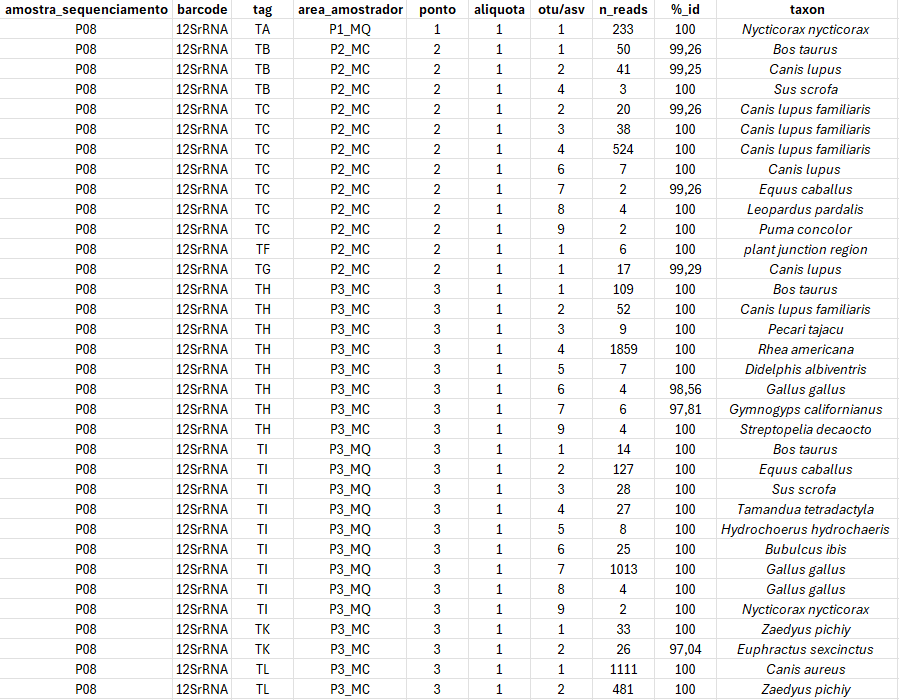 amostra_sequenciamento barcode tag area_amostrador ponto aliquota otu/asv n_reads %_id taxon
P08 12SrRNA TA P1_MQ 1 1 1 233 100 Nycticorax nycticorax
P08 12SrRNA TB P2_MC 2 1 1 50 99,26 Bos taurus
P08 12SrRNA TB P2_MC 2 1 2 41 99,25 Canis lupus
P08 12SrRNA TB P2_MC 2 1 4 3 100 Sus scrofa
P08 12SrRNA TC P2_MC 2 1 2 20 99,26 Canis lupus familiaris
P08 12SrRNA TC P2_MC 2 1 3 38 100 Canis lupus familiaris
P08 12SrRNA TC P2_MC 2 1 4 524 100 Canis lupus familiaris
P08 12SrRNA TC P2_MC 2 1 6 7 100 Canis lupus
P08 12SrRNA TC P2_MC 2 1 7 2 99,26 Equus caballus
P08 12SrRNA TC P2_MC 2 1 8 4 100 Leopardus pardalis
P08 12SrRNA TC P2_MC 2 1 9 2 100 Puma concolor
P08 12SrRNA TF P2_MC 2 1 1 6 100 plant junction region
P08 12SrRNA TG P2_MC 2 1 1 17 99,29 Canis lupus
P08 12SrRNA TH P3_MC 3 1 1 109 100 Bos taurus
P08 12SrRNA TH P3_MC 3 1 2 52 100 Canis lupus familiaris
P08 12SrRNA TH P3_MC 3 1 3 9 100 Pecari tajacu
P08 12SrRNA TH P3_MC 3 1 4 1859 100 Rhea americana
P08 12SrRNA TH P3_MC 3 1 5 7 100 Didelphis albiventris
P08 12SrRNA TH P3_MC 3 1 6 4 98,56 Gallus gallus
P08 12SrRNA TH P3_MC 3 1 7 6 97,81 Gymnogyps californianus
P08 12SrRNA TH P3_MC 3 1 9 4 100 Streptopelia decaocto
P08 12SrRNA TI P3_MQ 3 1 1 14 100 Bos taurus
P08 12SrRNA TI P3_MQ 3 1 2 127 100 Equus caballus
P08 12SrRNA TI P3_MQ 3 1 3 28 100 Sus scrofa
P08 12SrRNA TI P3_MQ 3 1 4 27 100 Tamandua tetradactyla
P08 12SrRNA TI P3_MQ 3 1 5 8 100 Hydrochoerus hydrochaeris
P08 12SrRNA TI P3_MQ 3 1 6 25 100 Bubulcus ibis
P08 12SrRNA TI P3_MQ 3 1 7 1013 100 Gallus gallus
P08 12SrRNA TI P3_MQ 3 1 8 4 100 Gallus gallus
P08 12SrRNA TI P3_MQ 3 1 9 2 100 Nycticorax nycticorax
P08 12SrRNA TK P3_MC 3 1 1 33 100 Zaedyus pichiy
P08 12SrRNA TK P3_MC 3 1 2 26 97,04 Euphractus sexcinctus
P08 12SrRNA TL P3_MC 3 1 1 1111 100 Canis aureus
P08 12SrRNA TL P3_MC 3 1 2 481 100 Zaedyus pichiy